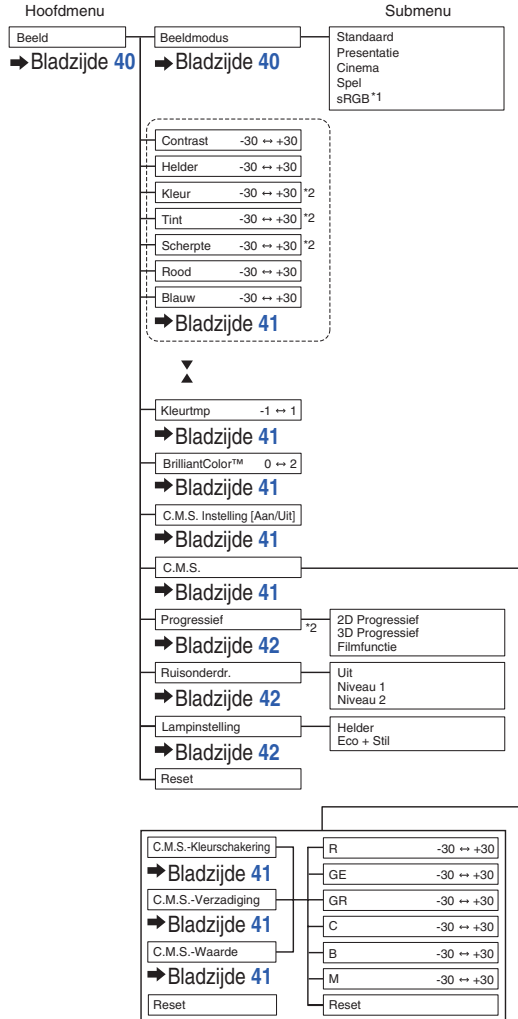 Hoofdmenu Submenu
Beeld
➡Bladzijde 40
Beeldmodus
➡Bladzijde 40
Standaard
Presentatie
Cinema
Spel
sRGB*1
Contrast -30 ↔ +30
Helder -30 ↔ +30
Kleur -30 ↔ +30 *2
Tint -30 ↔ +30 *2
Scherpte -30 ↔ +30 *2
Rood -30 ↔ +30
Blauw -30 ↔ +30
➡Bladzijde 41
Kleurtmp -1 ↔ 1
➡Bladzijde 41
BrilliantColor™ 0 ↔ 2
➡Bladzijde 41
C.M.S. Instelling [Aan/Uit]
➡Bladzijde 41
C.M.S.
➡Bladzijde 41
Progressief *2
➡Bladzijde 42
2D Progressief
3D Progressief
Filmfunctie
Ruisonderdr.
➡Bladzijde 42
Uit
Niveau 1
Niveau 2
Lampinstelling
➡Bladzijde 42
Helder
Eco + Stil
Reset
C.M.S.-Kleurschakering
➡Bladzijde 41
C.M.S.-Verzadiging
➡Bladzijde 41
C.M.S.-Waarde
➡Bladzijde 41
Reset
R -30 ↔ +30
GE -30 ↔ +30
GR -30 ↔ +30
C -30 ↔ +30
B -30 ↔ +30
M -30 ↔ +30
Reset